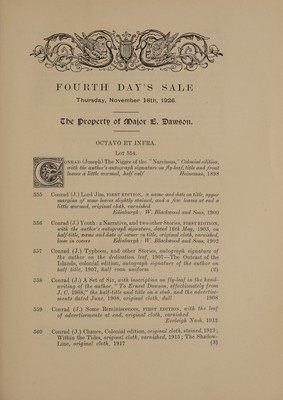 FOURTH DAY'S SALE
Thursday, November 18th, 1926.
The Property of Major E. Dawson.
OCTAVO ET INFRA.
LOT 554.
CONRAD (Joseph) The Nigger of the "Narcissus," Colonial edition,
with the author's autograph signature on fly-leaf, title and front
leaves a little wormed, half calf Heinemann, 1898
555 Conrad (J.) Lord Jim, FIRST EDITION, a name and date on title, upper
margins of some leaves slightly stained, and a few leaves at end a
little wormed, original cloth, varnished
Edinburgh: W. Blackwood and Sons, 1900
556 Conrad (J.) Youth: a Narrative, and two other Stories, FIRST EDITION,
with the author's autograph signature, dated 16th May, 1903, on
half-title, name and date of owner on title, original cloth, varnished,
loose in covers Edinburgh: W. Blackwood and Sons, 1902
557 Conrad (J.) Typhoon, and other Stories, autograph signature of
the author on the dedication leaf, 1907—The Outcast of the
Islands, colonial edition, autograph signature of the author on
half title, 1907, half roan uniform (2)
558 Conrad (J.) A Set of Six, with inscription on fly-leaf in the hand-
writing of the author, "To Ernest Dawson, affectionately from
J. C. 1908," the half-title and title on a stub, and the advertise-
ments dated June, 1908, original cloth, dull 1908
559 Conrad (J.) Some Reminiscences, FIRST EDITION, with the leaf
of advertisements at end, original cloth, varnished
Eveleigh Nash, 1912
560 Conrad (J.) Chance, Colonial edition, original cloth, stained, 1913;
Within the Tides, original cloth, varnished, 1915; The Shadow-
Line, original cloth, 1917 (3)